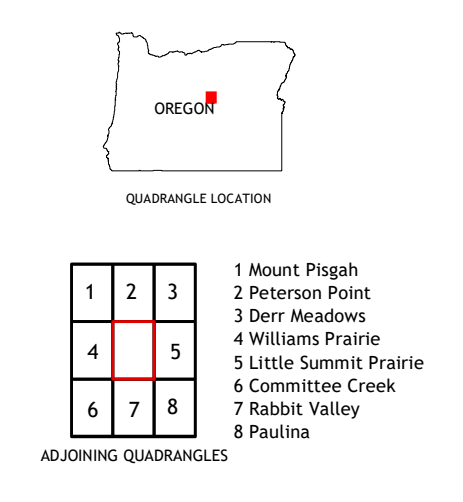 OREGON
QUADRANGLE LOCATION
1 2 3
4 5
6 7 8
1 Mount Pisgah
2 Peterson Point
3 Derr Meadows
4 Williams Prairie
5 Little Summit Prairie
6 Committee Creek
7 Rabbit Valley
8 Paulina
ADJOINING QUADRANGLES